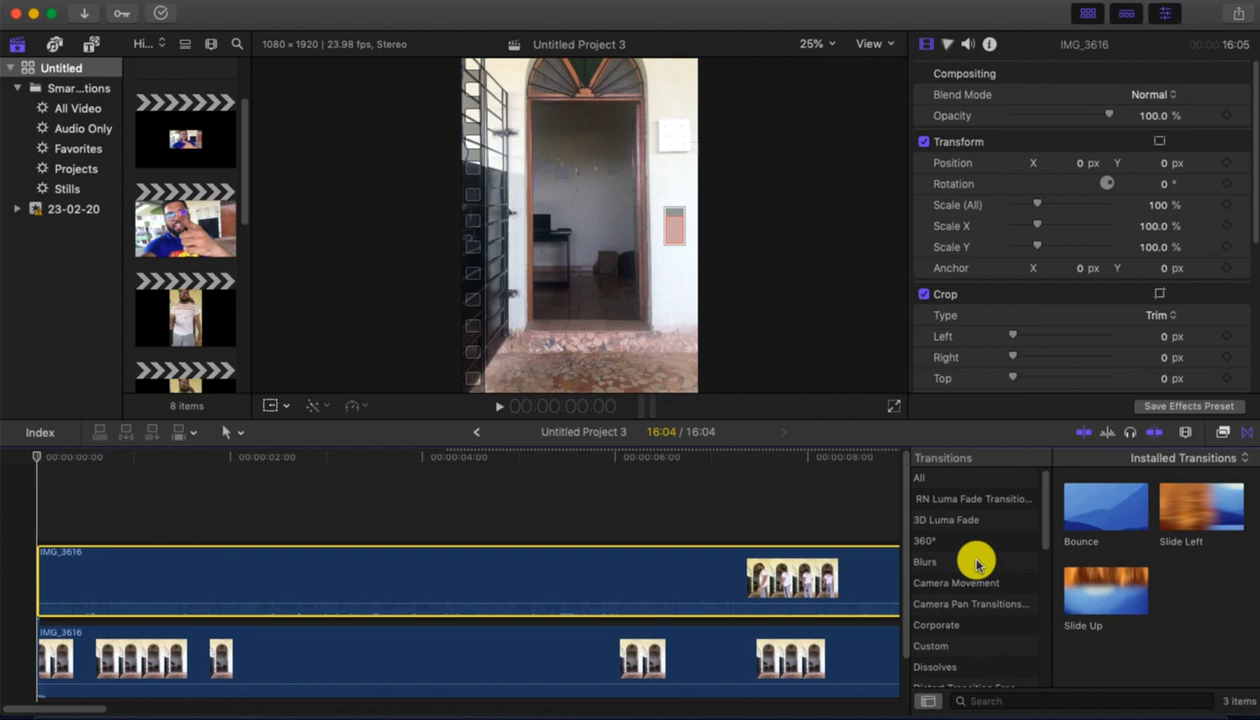 Hi...
1080 × 1920 | 23.98 fps, Stereo
Untitled Project 3
25%
View
IMG_3616
00:00:16:05
Untitled
Smar...tions
All Video
Audio Only
Favorites
Projects
Stills
23-02-20
8 items
00:00:00:00
Compositing
Blend Mode
Normal
Opacity
100.0 %
Transform
Position
X
0 px
Y
0 px
Rotation
0 °
Scale (All)
100 %
Scale X
100.0 %
Scale Y
100.0 %
Anchor
X
0 px
Y
0 px
Crop
Type
Trim
Left
0 px
Right
0 px
Top
0 px
Save Effects Preset
Index
Untitled Project 3
16:04 / 16:04
00:00:00:00
00:00:02:00
00:00:04:00
00:00:06:00
00:00:08:00
IMG_3616
IMG_3616
Transitions
Installed Transitions
All
RN Luma Fade Transitio...
3D Luma Fade
360°
Blurs
Camera Movement
Camera Pan Transitions...
Corporate
Custom
Dissolves
Bounce
Slide Left
Slide Up
Search
3 items